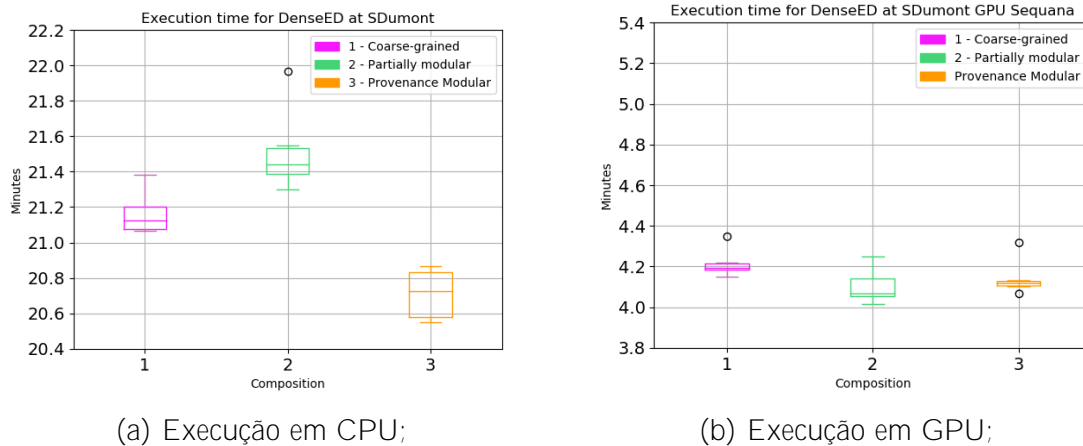 Execution time for DenseED at SDumont
22.2
22.0
21.8
21.6
21.4
21.2
21.0
20.8
20.6
20.4
Minutes
1 - Coarse-grained
2 - Partially modular
3 - Provenance Modular
1 2 3
Composition
(a) Execução em CPU;
Execution time for DenseED at SDumont GPU Sequana
5.4
5.2
5.0
4.8
4.6
4.4
4.2
4.0
3.8
Minutes
1 - Coarse-grained
2 - Partially modular
Provenance Modular
1 2 3
Composition
(b) Execução em GPU;